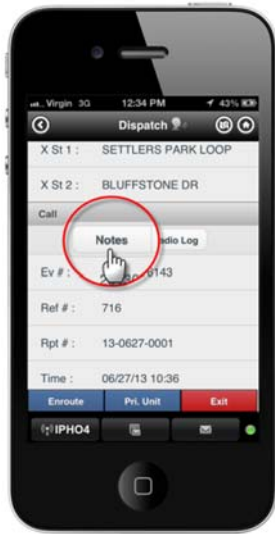 Virgin 3G 12:34 PM 43%
Dispatch
X St 1 : SETTLERS PARK LOOP
X St 2 : BLUFFSTONE DR
Call
Notes adio Log
Ev # : 6143
Ref # : 716
Rpt # : 13-0627-0001
Time : 06/27/13 10:36
Enroute Pri. Unit Exit
IPHO4